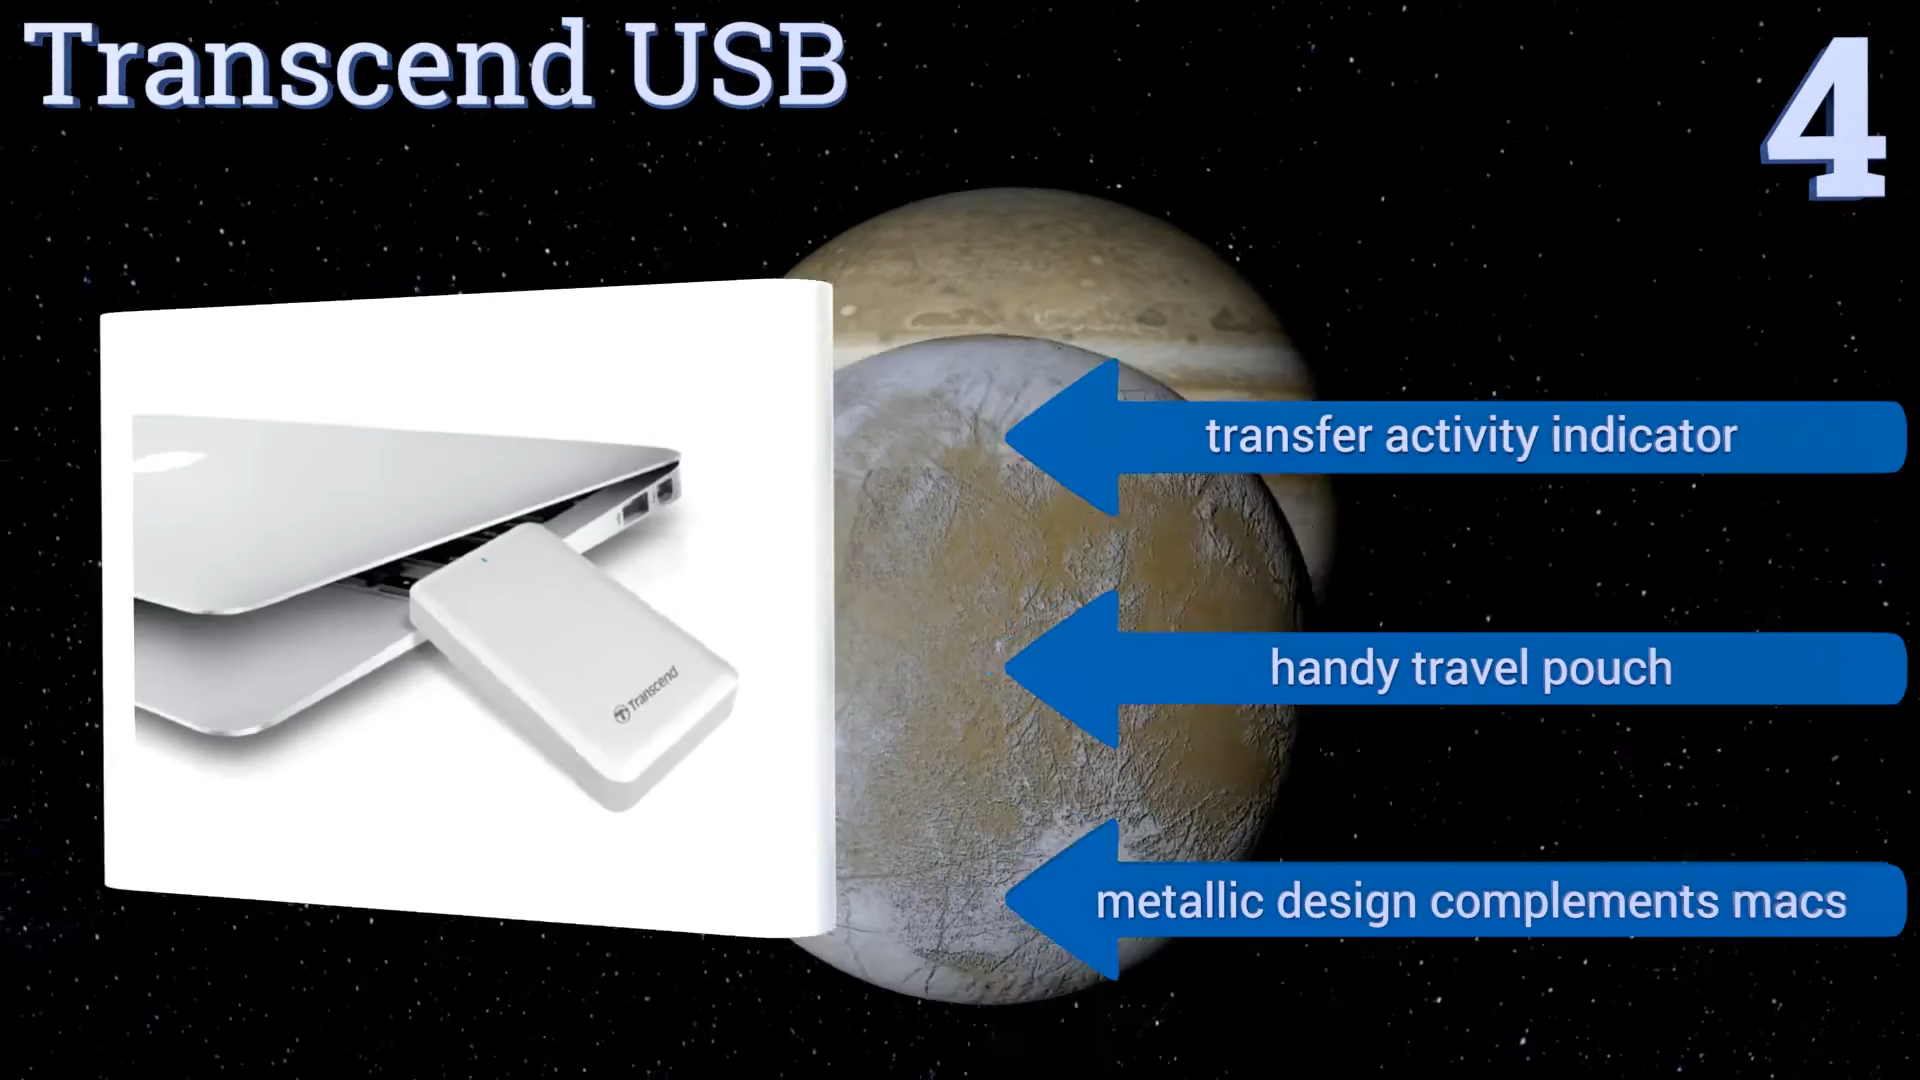 Transcend USB
4
transfer activity indicator
handy travel pouch
Transcend
metallic design complements macs